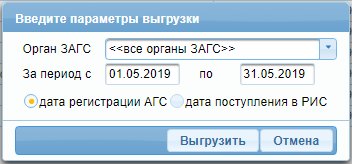 Введите параметры выгрузки
Орган ЗАГС <<все органы ЗАГС>>
За период с 01.05.2019 по 31.05.2019
дата регистрации АГС дата поступления в РИС
Выгрузить Отмена